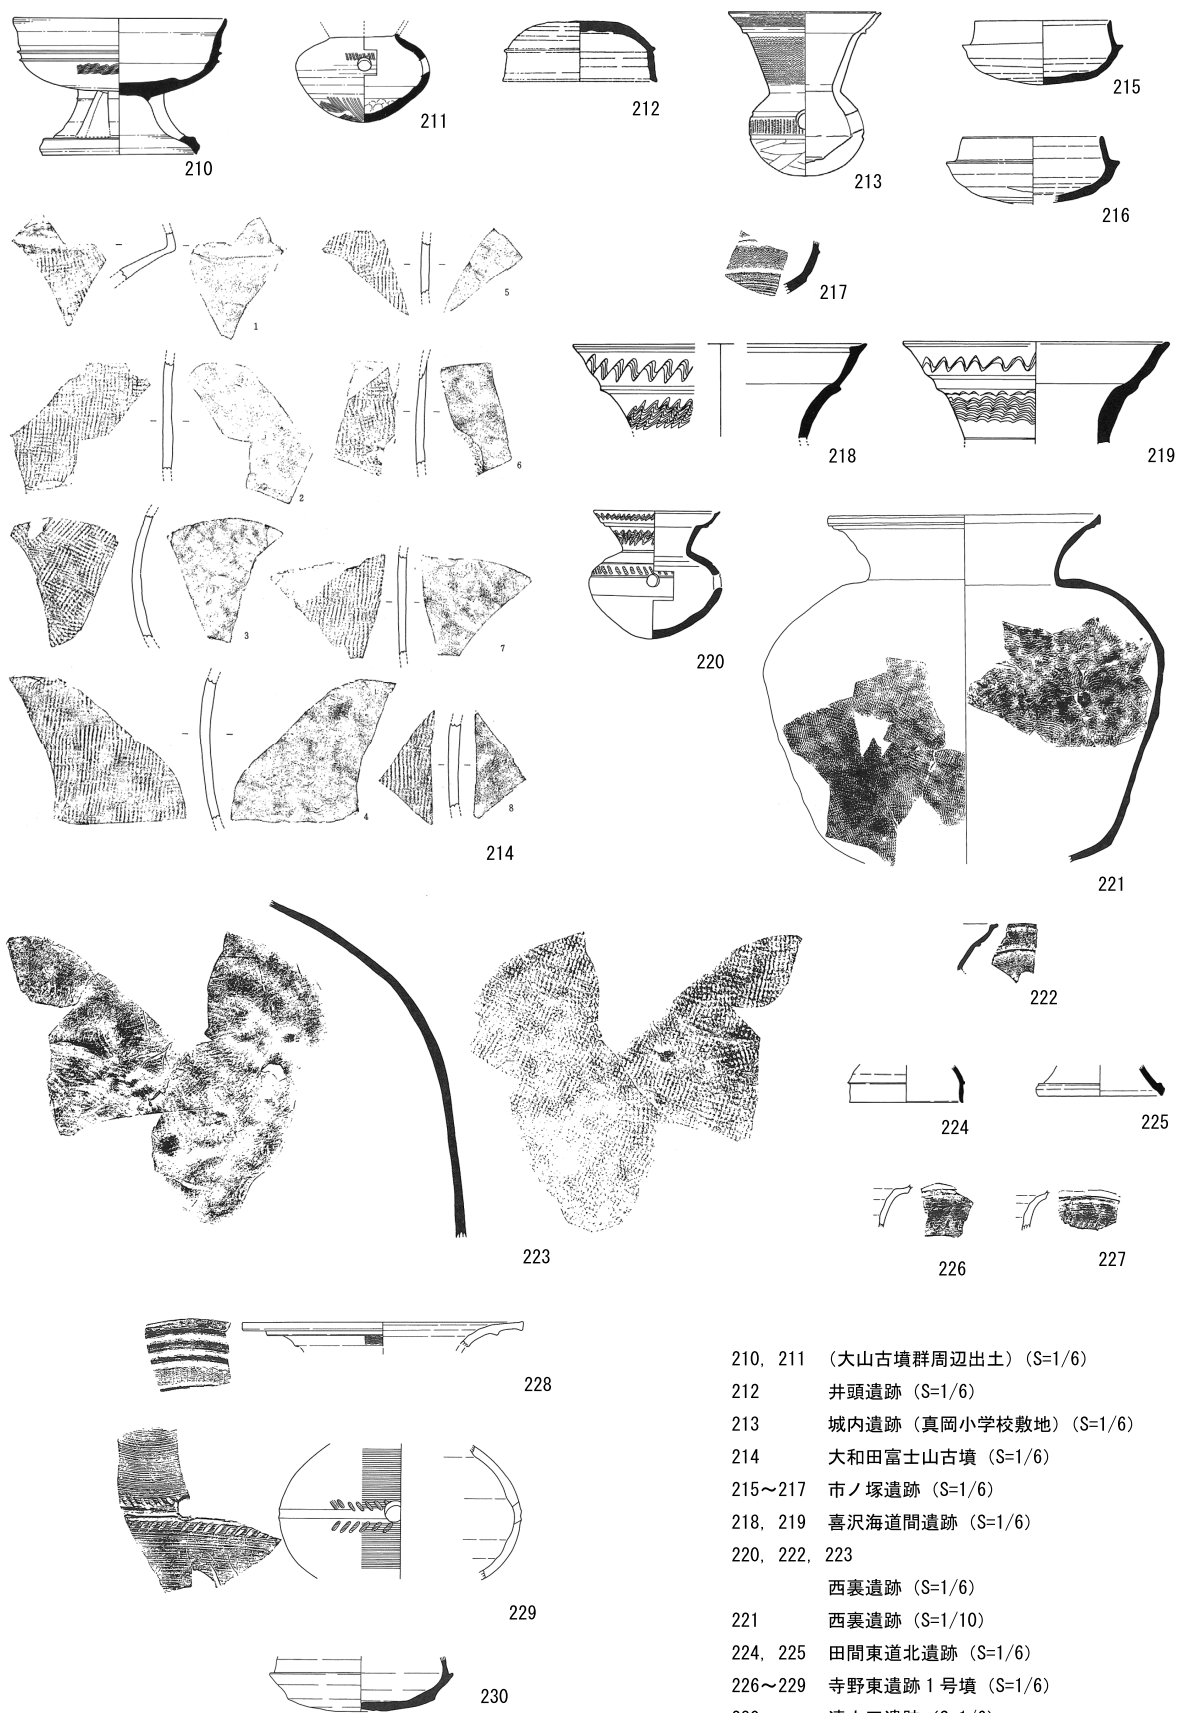 210
211
212
213
215
216
217
1
5
2
6
3
7
4
8
214
218
219
220
221
222
223
224
225
226
227
228
229
230
210, 211 （大山古墳群周辺出土）(S=1/6)
212 井頭遺跡 (S=1/6)
213 城内遺跡（真岡小学校敷地）(S=1/6)
214 大和田富士山古墳 (S=1/6)
215～217 市ノ塚遺跡 (S=1/6)
218, 219 喜沢海道間遺跡 (S=1/6)
220, 222, 223
西裏遺跡 (S=1/6)
221 西裏遺跡 (S=1/10)
224, 225 田間東道北遺跡 (S=1/6)
226～229 寺野東遺跡１号墳 (S=1/6)